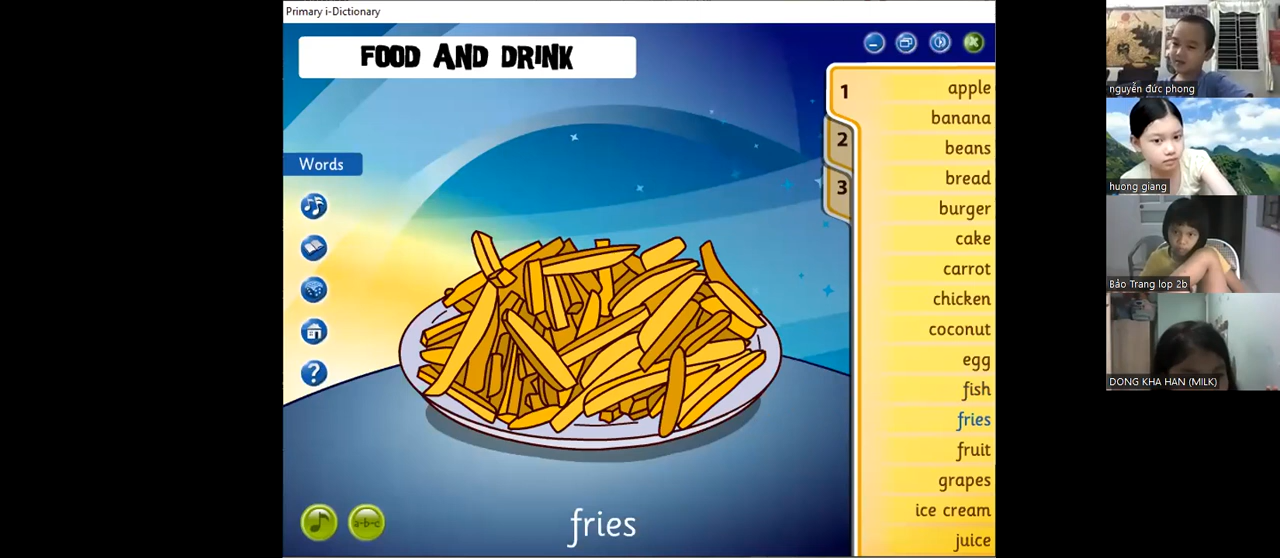 Primary i-Dictionary
FOOD AND DRINK
Words
1
2
3
apple
banana
beans
bread
burger
cake
carrot
chicken
coconut
egg
fish
fries
fruit
grapes
ice cream
juice
?
a-b-c
fries
nguyễn đức phong
huong giang
Bảo Trang lop 2b
DONG KHA HAN (MILK)